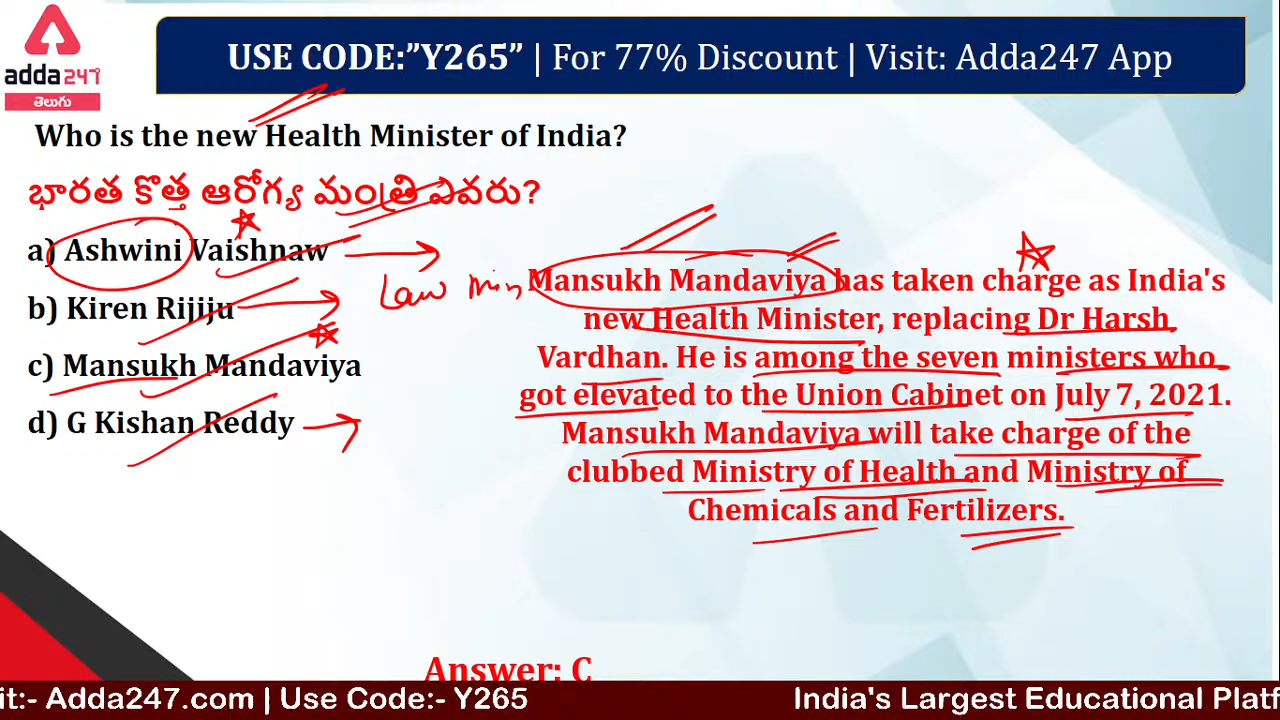 adda247
తెలుగు
USE CODE:”Y265” | For 77% Discount | Visit: Adda247 App
Who is the new Health Minister of India?
భారత కొత్త ఆరోగ్య మంత్రి ఎవరు?
a) Ashwini Vaishnaw
b) Kiren Rijiju
c) Mansukh Mandaviya
d) G Kishan Reddy
Law Min
Mansukh Mandaviya has taken charge as India's
new Health Minister, replacing Dr Harsh
Vardhan. He is among the seven ministers who
got elevated to the Union Cabinet on July 7, 2021.
Mansukh Mandaviya will take charge of the
clubbed Ministry of Health and Ministry of
Chemicals and Fertilizers.
Answer: C
it:- Adda247.com | Use Code:- Y265
India's Largest Educational Platf